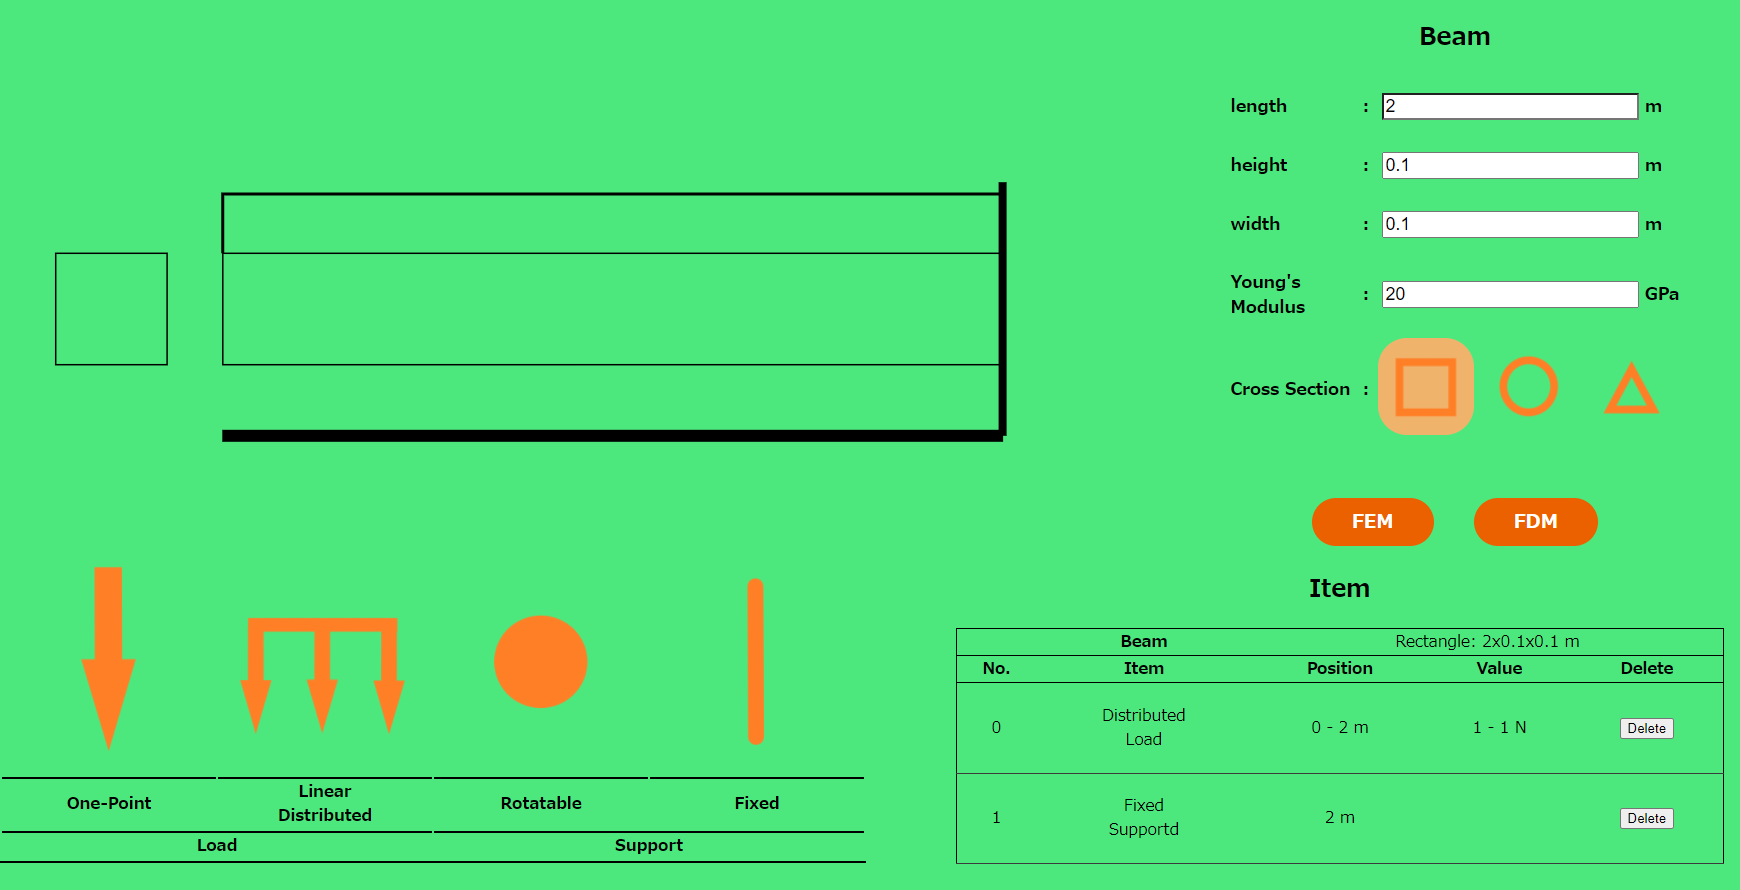 Beam
length : 2 m
height : 0.1 m
width : 0.1 m
Young's
Modulus : 20 GPa
Cross Section :
FEM FDM
One-Point
Linear
Distributed
Rotatable
Fixed
Load Support
Item
Beam Rectangle: 2x0.1x0.1 m
No. Item Position Value Delete
0 Distributed
Load 0 - 2 m 1 - 1 N Delete
1 Fixed
Supportd 2 m Delete